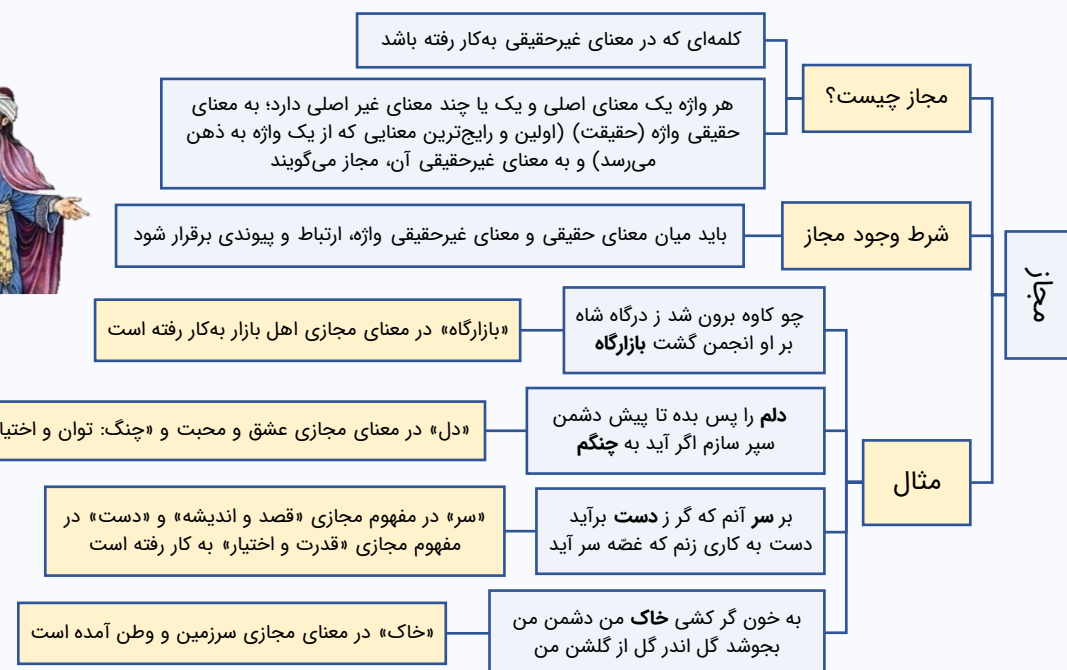 مجاز
مجاز چیست؟
کلمه‌ای که در معنای غیرحقیقی به‌کار رفته باشد
هر واژه یک معنای اصلی و یک یا چند معنای غیر اصلی دارد؛ به معنای
حقیقی واژه (حقیقت) (اولین و رایج‌ترین معنایی که از یک واژه به ذهن
می‌رسد) و به معنای غیرحقیقی آن، مجاز می‌گویند
شرط وجود مجاز
باید میان معنای حقیقی و معنای غیرحقیقی واژه، ارتباط و پیوندی برقرار شود
مثال
چو کاوه برون شد ز درگاه شاه
بر او انجمن گشت بازارگاه
«بازارگاه» در معنای مجازی اهل بازار به‌کار رفته است
دلم را پس بده تا پیش دشمن
سپر سازم اگر آید به چنگم
«دل» در معنای مجازی عشق و محبت و «چنگ: توان و
بر سر آنم که گر ز دست برآید
دست به کاری زنم که غصّه سر آید
«سر» در مفهوم مجازی «قصد و اندیشه» و «دست» در
مفهوم مجازی «قدرت و اختیار» به کار رفته است
به خون گر کشی خاک من دشمن من
بجوشد گل اندر گل از گلشن من
«خاک» در معنای مجازی سرزمین و وطن آمده است